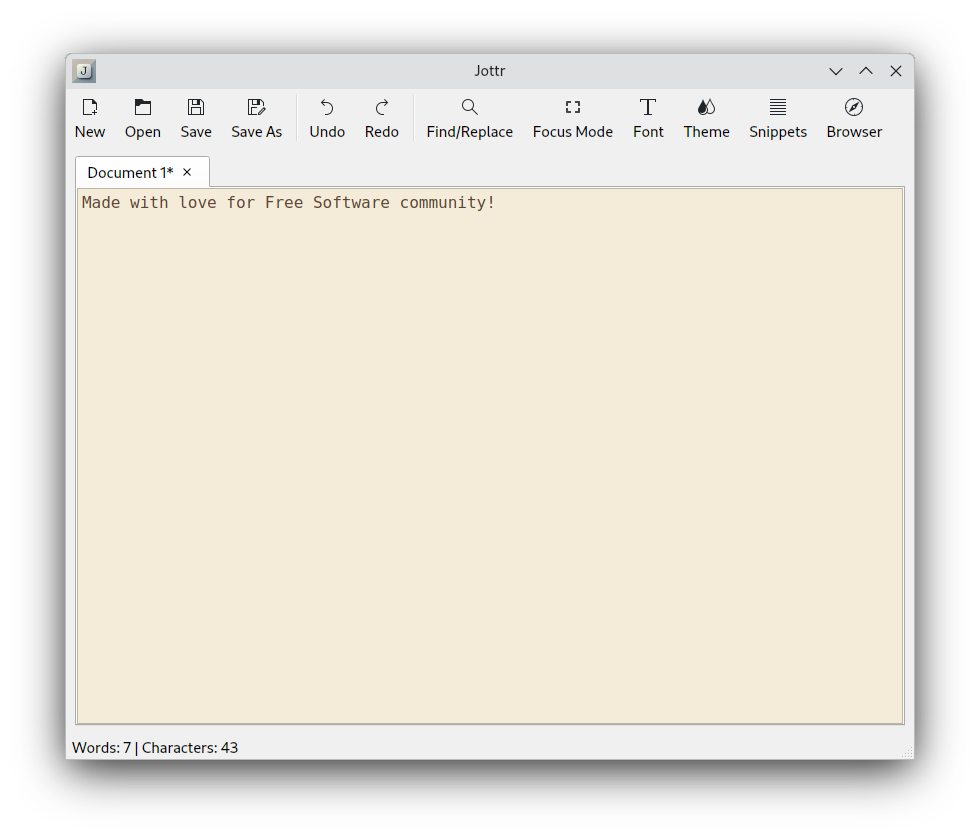 J
Jottr
New Open Save Save As Undo Redo Find/Replace Focus Mode Font Theme Snippets Browser
Document 1*
Made with love for Free Software community!
Words: 7 | Characters: 43